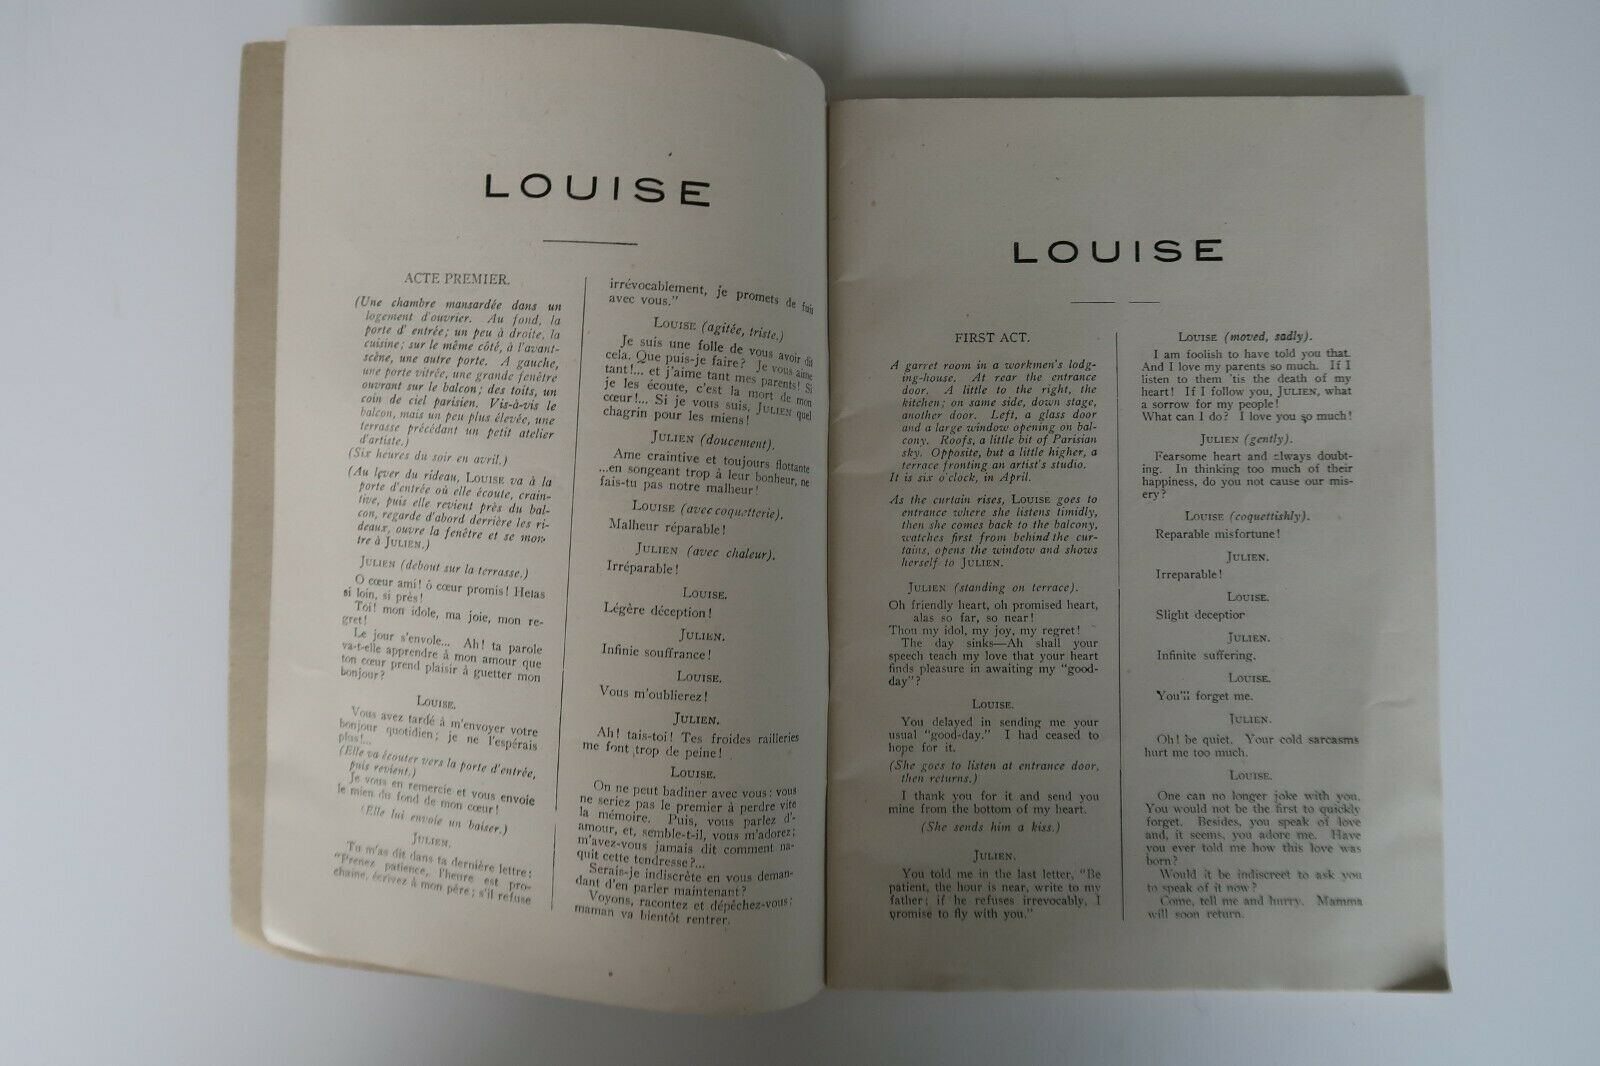 LOUISE
ACTE PREMIER.
(Une chambre mansardée dans un
logement d'ouvrier. Au fond, la
porte d' entrée; un peu à droite, la
cuisine; sur le même côté, à l'avant-
scène, une autre porte. A gauche,
une porte vitrée, une grande fenêtre
ouvrant sur le balcon; des toits, un
coin de ciel parisien. Vis-à-vis le
balcon, mais un peu plus élevée, une
terrasse précédant un petit atelier
d'artiste.)
(Six heures du soir en avril.)
(Au lever du rideau, LOUISE va à la
porte d'entrée où elle écoute, crain-
tive, puis elle revient près du bal-
con, regarde d'abord derrière les ri-
deaux, ouvre la fenêtre et se mon-
tre à JULIEN.)
JULIEN (debout sur la terrasse.)
O cœur ami! ô cœur promis! Helas
si loin, si près!
Toi! mon idole, ma joie, mon re-
gret!
Le jour s'envole... Ah! ta parole
va-t-elle apprendre à mon amour que
ton cœur prend plaisir à guetter mon
bonjour?
LOUISE.
Vous avez tardé à m'envoyer votre
bonjour quotidien; je ne l'espérais
plus!...
(Elle va écouter vers la porte d'entrée,
puis revient.)
Je vous en remercie et vous envoie
le mien du fond de mon cœur!
(Elle lui envoie un baiser.)
JULIEN.
Tu m'as dit dans ta dernière lettre:
"Prenez patience, l'heure est pro-
chaine, écrivez à mon père; s'il refuse
irrévocablement, je promets de fuis
avec vous."
LOUISE (agitée, triste.)
Je suis une folle de vous avoir dit
cela. Que puis-je faire? Je vous aime
tant!... et j'aime tant mes parents! Si
je les écoute, c'est la mort de mon
cœur!... Si je vous suis, JULIEN quel
chagrin pour les miens!
JULIEN (doucement).
Ame craintive et toujours flottante
...en songeant trop à leur bonheur, ne
fais-tu pas notre malheur!
LOUISE (avec coquetterie).
Malheur réparable!
JULIEN (avec chaleur).
Irréparable!
LOUISE.
Légère déception!
JULIEN.
Infinie souffrance!
LOUISE.
Vous m'oublierez!
JULIEN.
Ah! tais-toi! Tes froides railleries
me font trop de peine!
LOUISE.
On ne peut badiner avec vous; vous
ne seriez pas le premier à perdre vite
la mémoire. Puis, vous parlez d'-
amour, et, semble-t-il, vous m'adorez;
m'avez-vous jamais dit comment na-
quit cette tendresse?...
Serais-je indiscrète en vous deman-
dant d'en parler maintenant?
Voyons, racontez et dépêchez-vous;
maman va bientôt rentrer.
LOUISE
FIRST ACT.
A garret room in a workmen's lodg-
ing-house. At rear the entrance
door. A little to the right, the
kitchen; on same side, down stage,
another door. Left, a glass door
and a large window opening on bal-
cony. Roofs, a little bit of Parisian
sky. Opposite, but a little higher, a
terrace fronting an artist's studio.
It is six o'clock, in April.
As the curtain rises, LOUISE goes to
entrance where she listens timidly,
then she comes back to the balcony,
watches first from behind the cur-
tains, opens the window and shows
herself to JULIEN.
JULIEN (standing on terrace).
Oh friendly heart, oh promised heart,
alas so far, so near!
Thou my idol, my joy, my regret!
The day sinks—Ah shall your
speech teach my love that your heart
finds pleasure in awaiting my "good-
day"?
LOUISE.
You delayed in sending me your
usual "good-day." I had ceased to
hope for it.
(She goes to listen at entrance door,
then returns.)
I thank you for it and send you
mine from the bottom of my heart.
(She sends him a kiss.)
JULIEN.
You told me in the last letter, "Be
patient, the hour is near, write to my
father; if he refuses irrevocably, I
promise to fly with you."
LOUISE (moved, sadly).
I am foolish to have told you that.
And I love my parents so much. If I
listen to them 'tis the death of my
heart! If I follow you, JULIEN, what
a sorrow for my people!
What can I do? I love you so much!
JULIEN (gently).
Fearsome heart and always doubt-
ing. In thinking too much of their
happiness, do you not cause our mis-
ery?
LOUISE (coquettishly).
Reparable misfortune!
JULIEN.
Irreparable!
LOUISE.
Slight deception
JULIEN.
Infinite suffering.
LOUISE.
You'll forget me.
JULIEN.
Oh! be quiet. Your cold sarcasms
hurt me too much.
LOUISE.
One can no longer joke with you.
You would not be the first to quickly
forget. Besides, you speak of love
and, it seems, you adore me. Have
you ever told me how this love was
born?
Would it be indiscreet to ask you
to speak of it now?
Come, tell me and hurry. Mamma
will soon return.